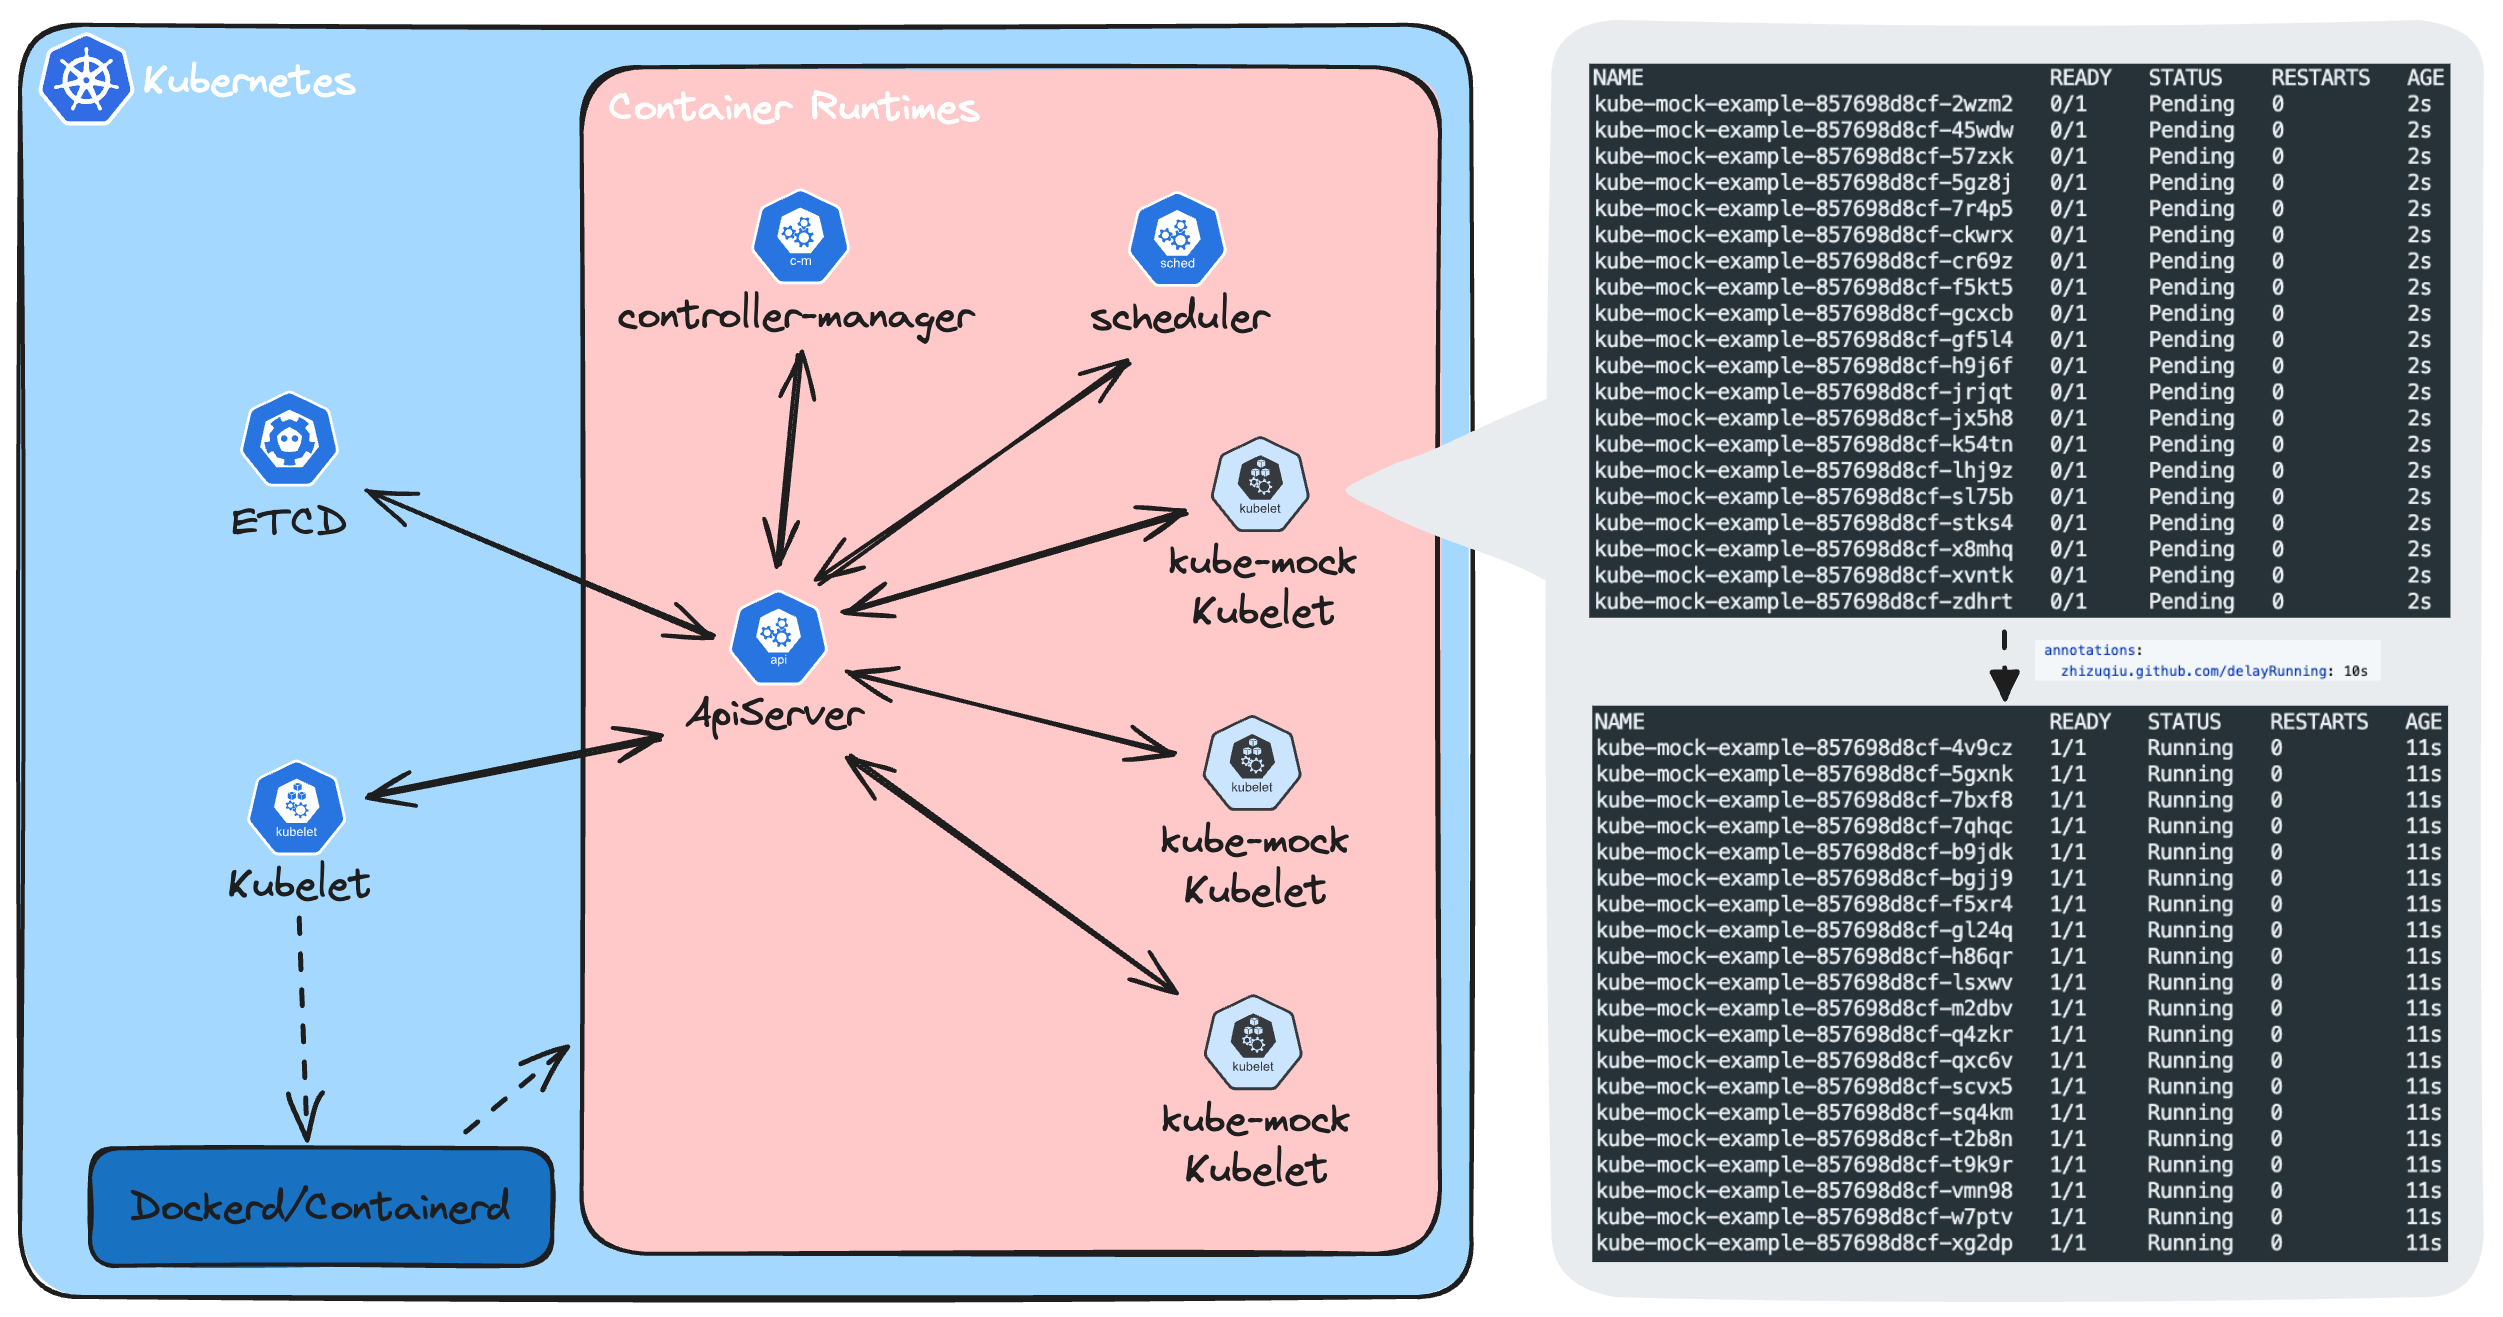 Kubernetes
Container Runtimes
c-m
controller-manager
sched
scheduler
ETCD
kubelet
kube-mock
Kubelet
api
ApiServer
kubelet
kube-mock
Kubelet
kubelet
Kubelet
kubelet
kube-mock
Kubelet
Dockerd/Containerd
NAME READY STATUS RESTARTS AGE
kube-mock-example-857698d8cf-2wzm2 0/1 Pending 0 2s
kube-mock-example-857698d8cf-45wdw 0/1 Pending 0 2s
kube-mock-example-857698d8cf-57zxk 0/1 Pending 0 2s
kube-mock-example-857698d8cf-5gz8j 0/1 Pending 0 2s
kube-mock-example-857698d8cf-7r4p5 0/1 Pending 0 2s
kube-mock-example-857698d8cf-ckwrx 0/1 Pending 0 2s
kube-mock-example-857698d8cf-cr69z 0/1 Pending 0 2s
kube-mock-example-857698d8cf-f5kt5 0/1 Pending 0 2s
kube-mock-example-857698d8cf-gcxcb 0/1 Pending 0 2s
kube-mock-example-857698d8cf-gf5l4 0/1 Pending 0 2s
kube-mock-example-857698d8cf-h9j6f 0/1 Pending 0 2s
kube-mock-example-857698d8cf-jrjqt 0/1 Pending 0 2s
kube-mock-example-857698d8cf-jx5h8 0/1 Pending 0 2s
kube-mock-example-857698d8cf-k54tn 0/1 Pending 0 2s
kube-mock-example-857698d8cf-lhj9z 0/1 Pending 0 2s
kube-mock-example-857698d8cf-sl75b 0/1 Pending 0 2s
kube-mock-example-857698d8cf-stks4 0/1 Pending 0 2s
kube-mock-example-857698d8cf-x8mhq 0/1 Pending 0 2s
kube-mock-example-857698d8cf-xvntk 0/1 Pending 0 2s
kube-mock-example-857698d8cf-zdhrt 0/1 Pending 0 2s
annotations:
zhizuqiu.github.com/delayRunning: 10s
NAME READY STATUS RESTARTS AGE
kube-mock-example-857698d8cf-4v9cz 1/1 Running 0 11s
kube-mock-example-857698d8cf-5gxnk 1/1 Running 0 11s
kube-mock-example-857698d8cf-7bxf8 1/1 Running 0 11s
kube-mock-example-857698d8cf-7qhqc 1/1 Running 0 11s
kube-mock-example-857698d8cf-b9jdk 1/1 Running 0 11s
kube-mock-example-857698d8cf-bgjj9 1/1 Running 0 11s
kube-mock-example-857698d8cf-f5xr4 1/1 Running 0 11s
kube-mock-example-857698d8cf-gl24q 1/1 Running 0 11s
kube-mock-example-857698d8cf-h86qr 1/1 Running 0 11s
kube-mock-example-857698d8cf-lsxwv 1/1 Running 0 11s
kube-mock-example-857698d8cf-m2dbv 1/1 Running 0 11s
kube-mock-example-857698d8cf-q4zkr 1/1 Running 0 11s
kube-mock-example-857698d8cf-qxc6v 1/1 Running 0 11s
kube-mock-example-857698d8cf-scvx5 1/1 Running 0 11s
kube-mock-example-857698d8cf-sq4km 1/1 Running 0 11s
kube-mock-example-857698d8cf-t2b8n 1/1 Running 0 11s
kube-mock-example-857698d8cf-t9k9r 1/1 Running 0 11s
kube-mock-example-857698d8cf-vmn98 1/1 Running 0 11s
kube-mock-example-857698d8cf-w7ptv 1/1 Running 0 11s
kube-mock-example-857698d8cf-xg2dp 1/1 Running 0 11s